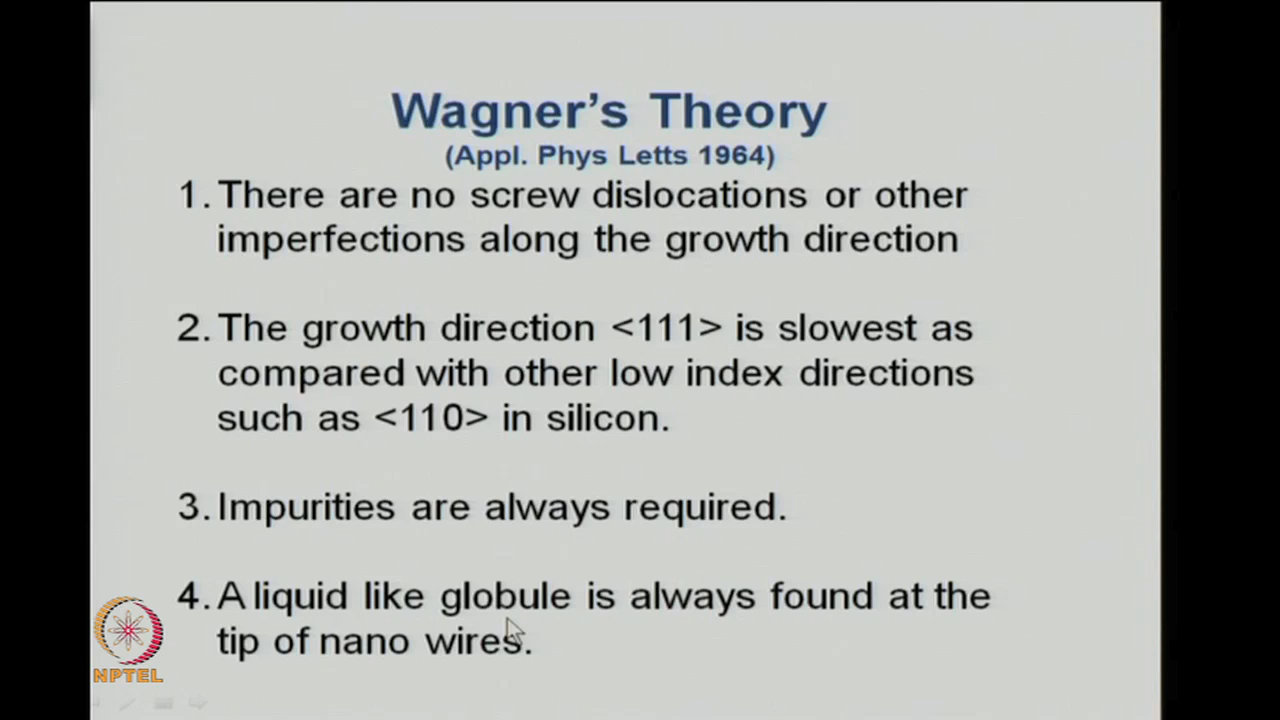 Wagner's Theory
(Appl. Phys Letts 1964)
1. There are no screw dislocations or other
imperfections along the growth direction
2. The growth direction <111> is slowest as
compared with other low index directions
such as <110> in silicon.
3. Impurities are always required.
4. A liquid like globule is always found at the
tip of nano wires.
NPTEL